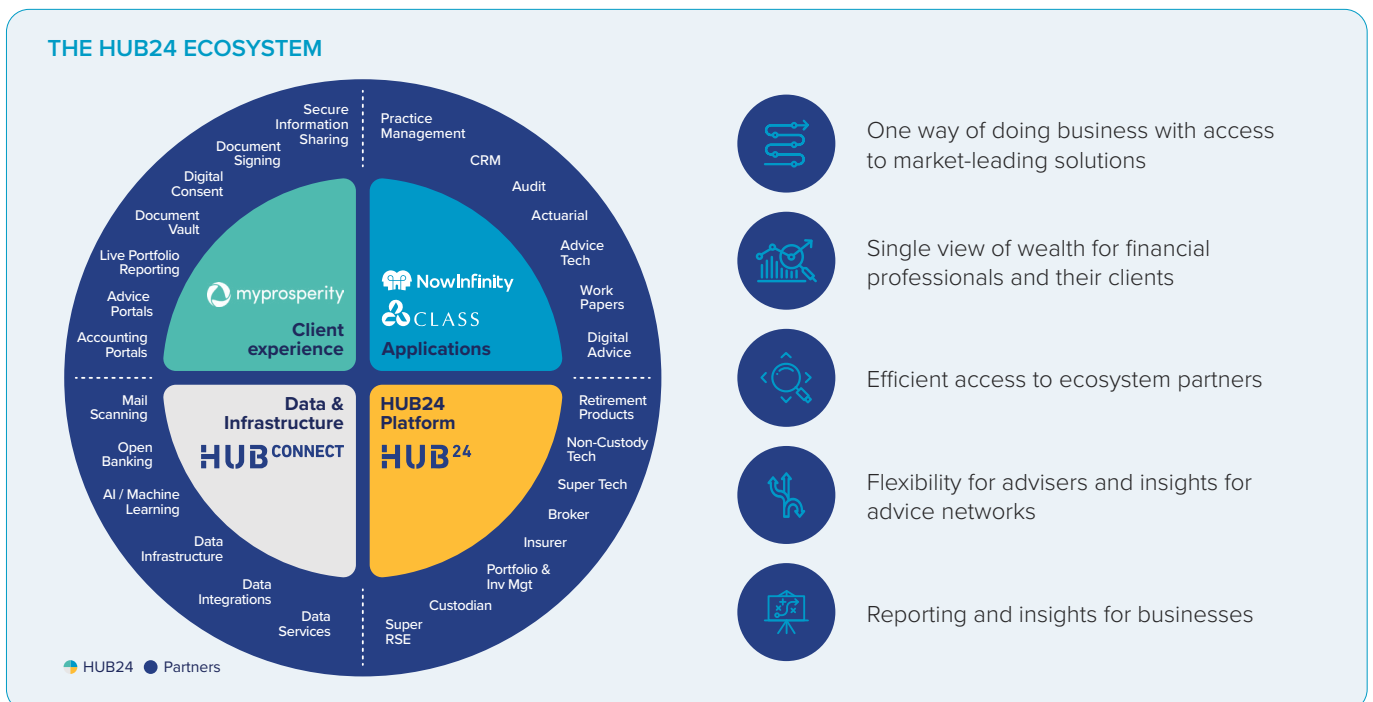 THE HUB24 ECOSYSTEM
Secure
Information
Sharing
Document
Signing
Digital
Consent
Document
Vault
Live Portfolio
Reporting
Advice
Portals
Accounting
Portals
Practice
Management
CRM
Audit
Actuarial
Advice
Tech
Work
Papers
Digital
Advice
myprosperity
Client
experience
NowInfinity
CLASS
Applications
Data &
Infrastructure
HUB CONNECT
HUB24
Platform
HUB 24
Mail
Scanning
Open
Banking
AI / Machine
Learning
Data
Infrastructure
Data
Integrations
Data
Services
Retirement
Products
Non-Custody
Tech
Super Tech
Broker
Insurer
Portfolio &
Inv Mgt
Custodian
Super
RSE
HUB24 Partners
One way of doing business with access
to market-leading solutions
Single view of wealth for financial
professionals and their clients
Efficient access to ecosystem partners
Flexibility for advisers and insights for
advice networks
Reporting and insights for businesses